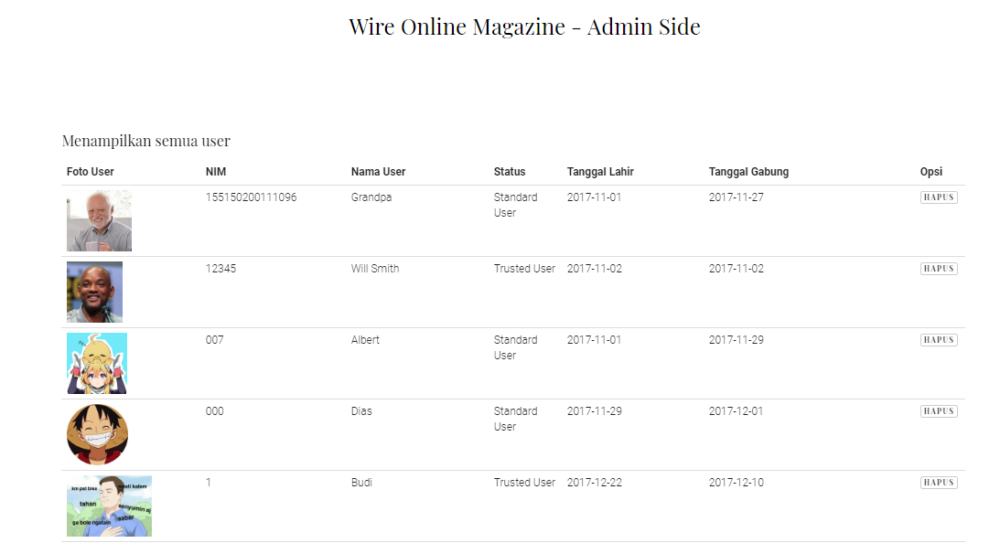 Wire Online Magazine - Admin Side
Menampilkan semua user
Foto User NIM Nama User Status Tanggal Lahir Tanggal Gabung Opsi
155150200111096 Grandpa Standard User 2017-11-01 2017-11-27 HAPUS
12345 Will Smith Trusted User 2017-11-02 2017-11-02 HAPUS
007 Albert Standard User 2017-11-01 2017-11-29 HAPUS
000 Dias Standard User 2017-11-29 2017-12-01 HAPUS
1 Budi Trusted User 2017-12-22 2017-12-10 HAPUS
km pat bisa
mesti kalem
tahan
senyumin aj
sabar
ga bole ngatain